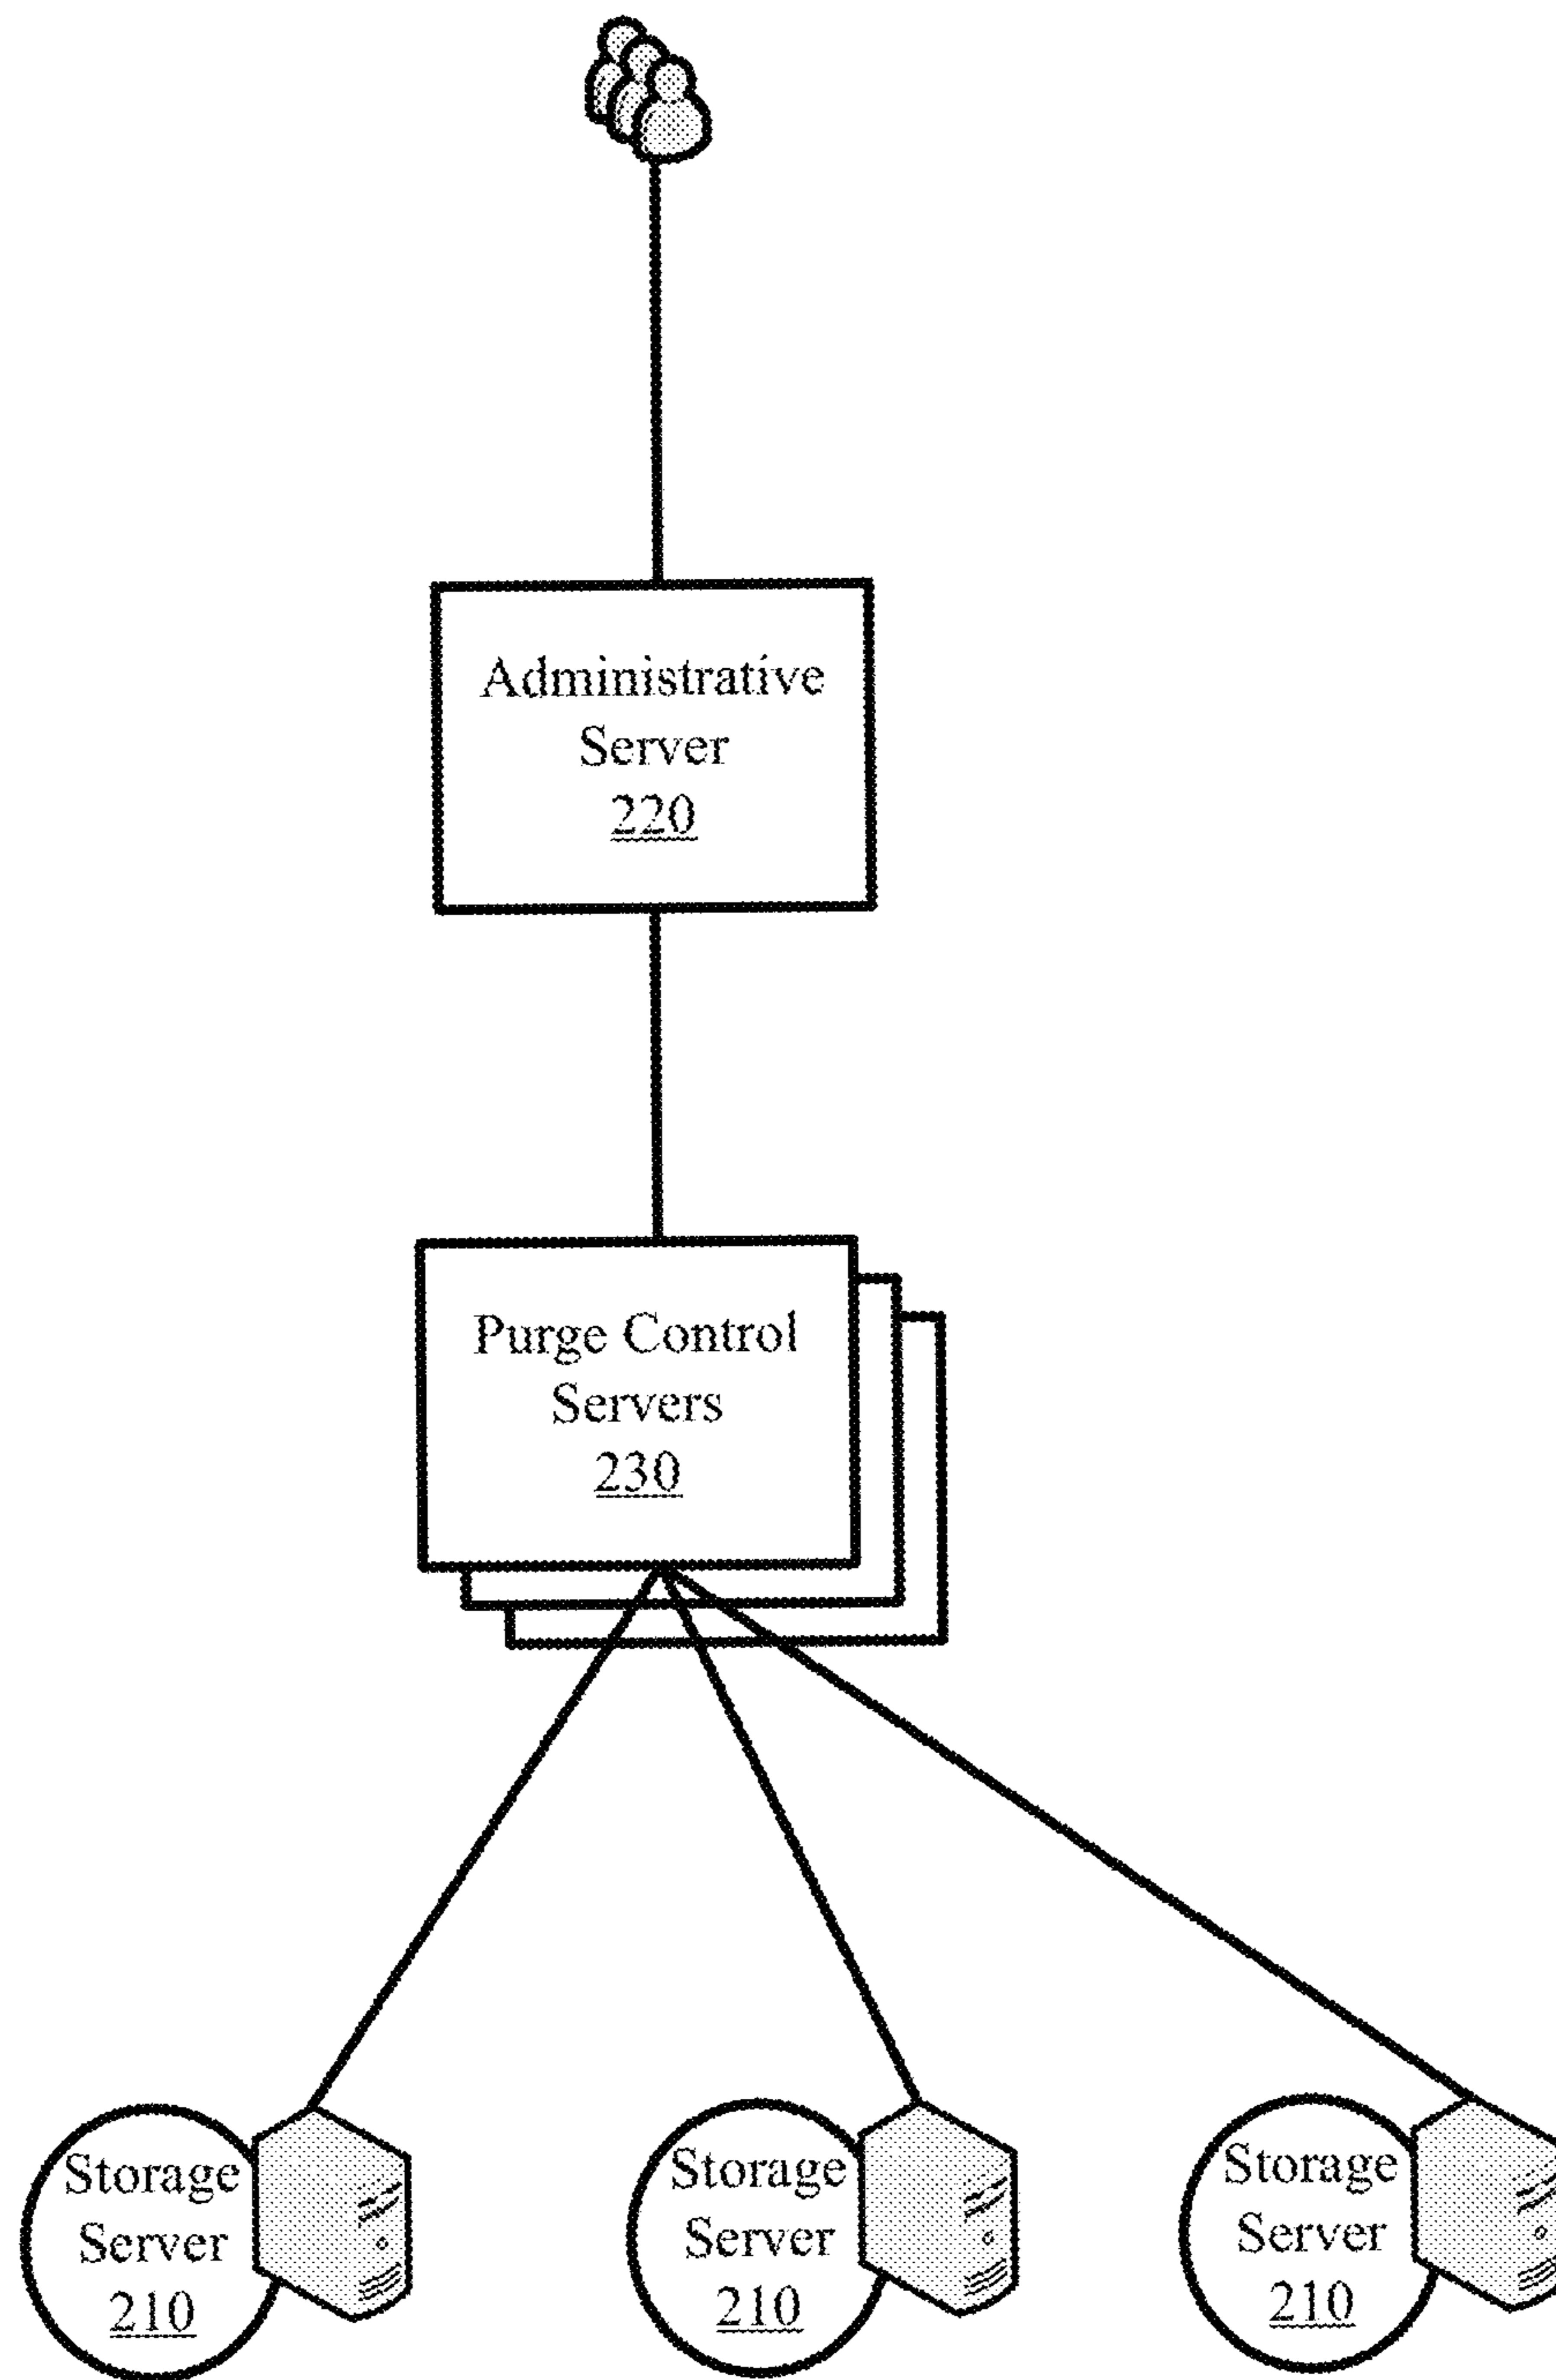 Administrative
Server
220
Purge Control
Servers
230
Storage
Server
210
Storage
Server
210
Storage
Server
210